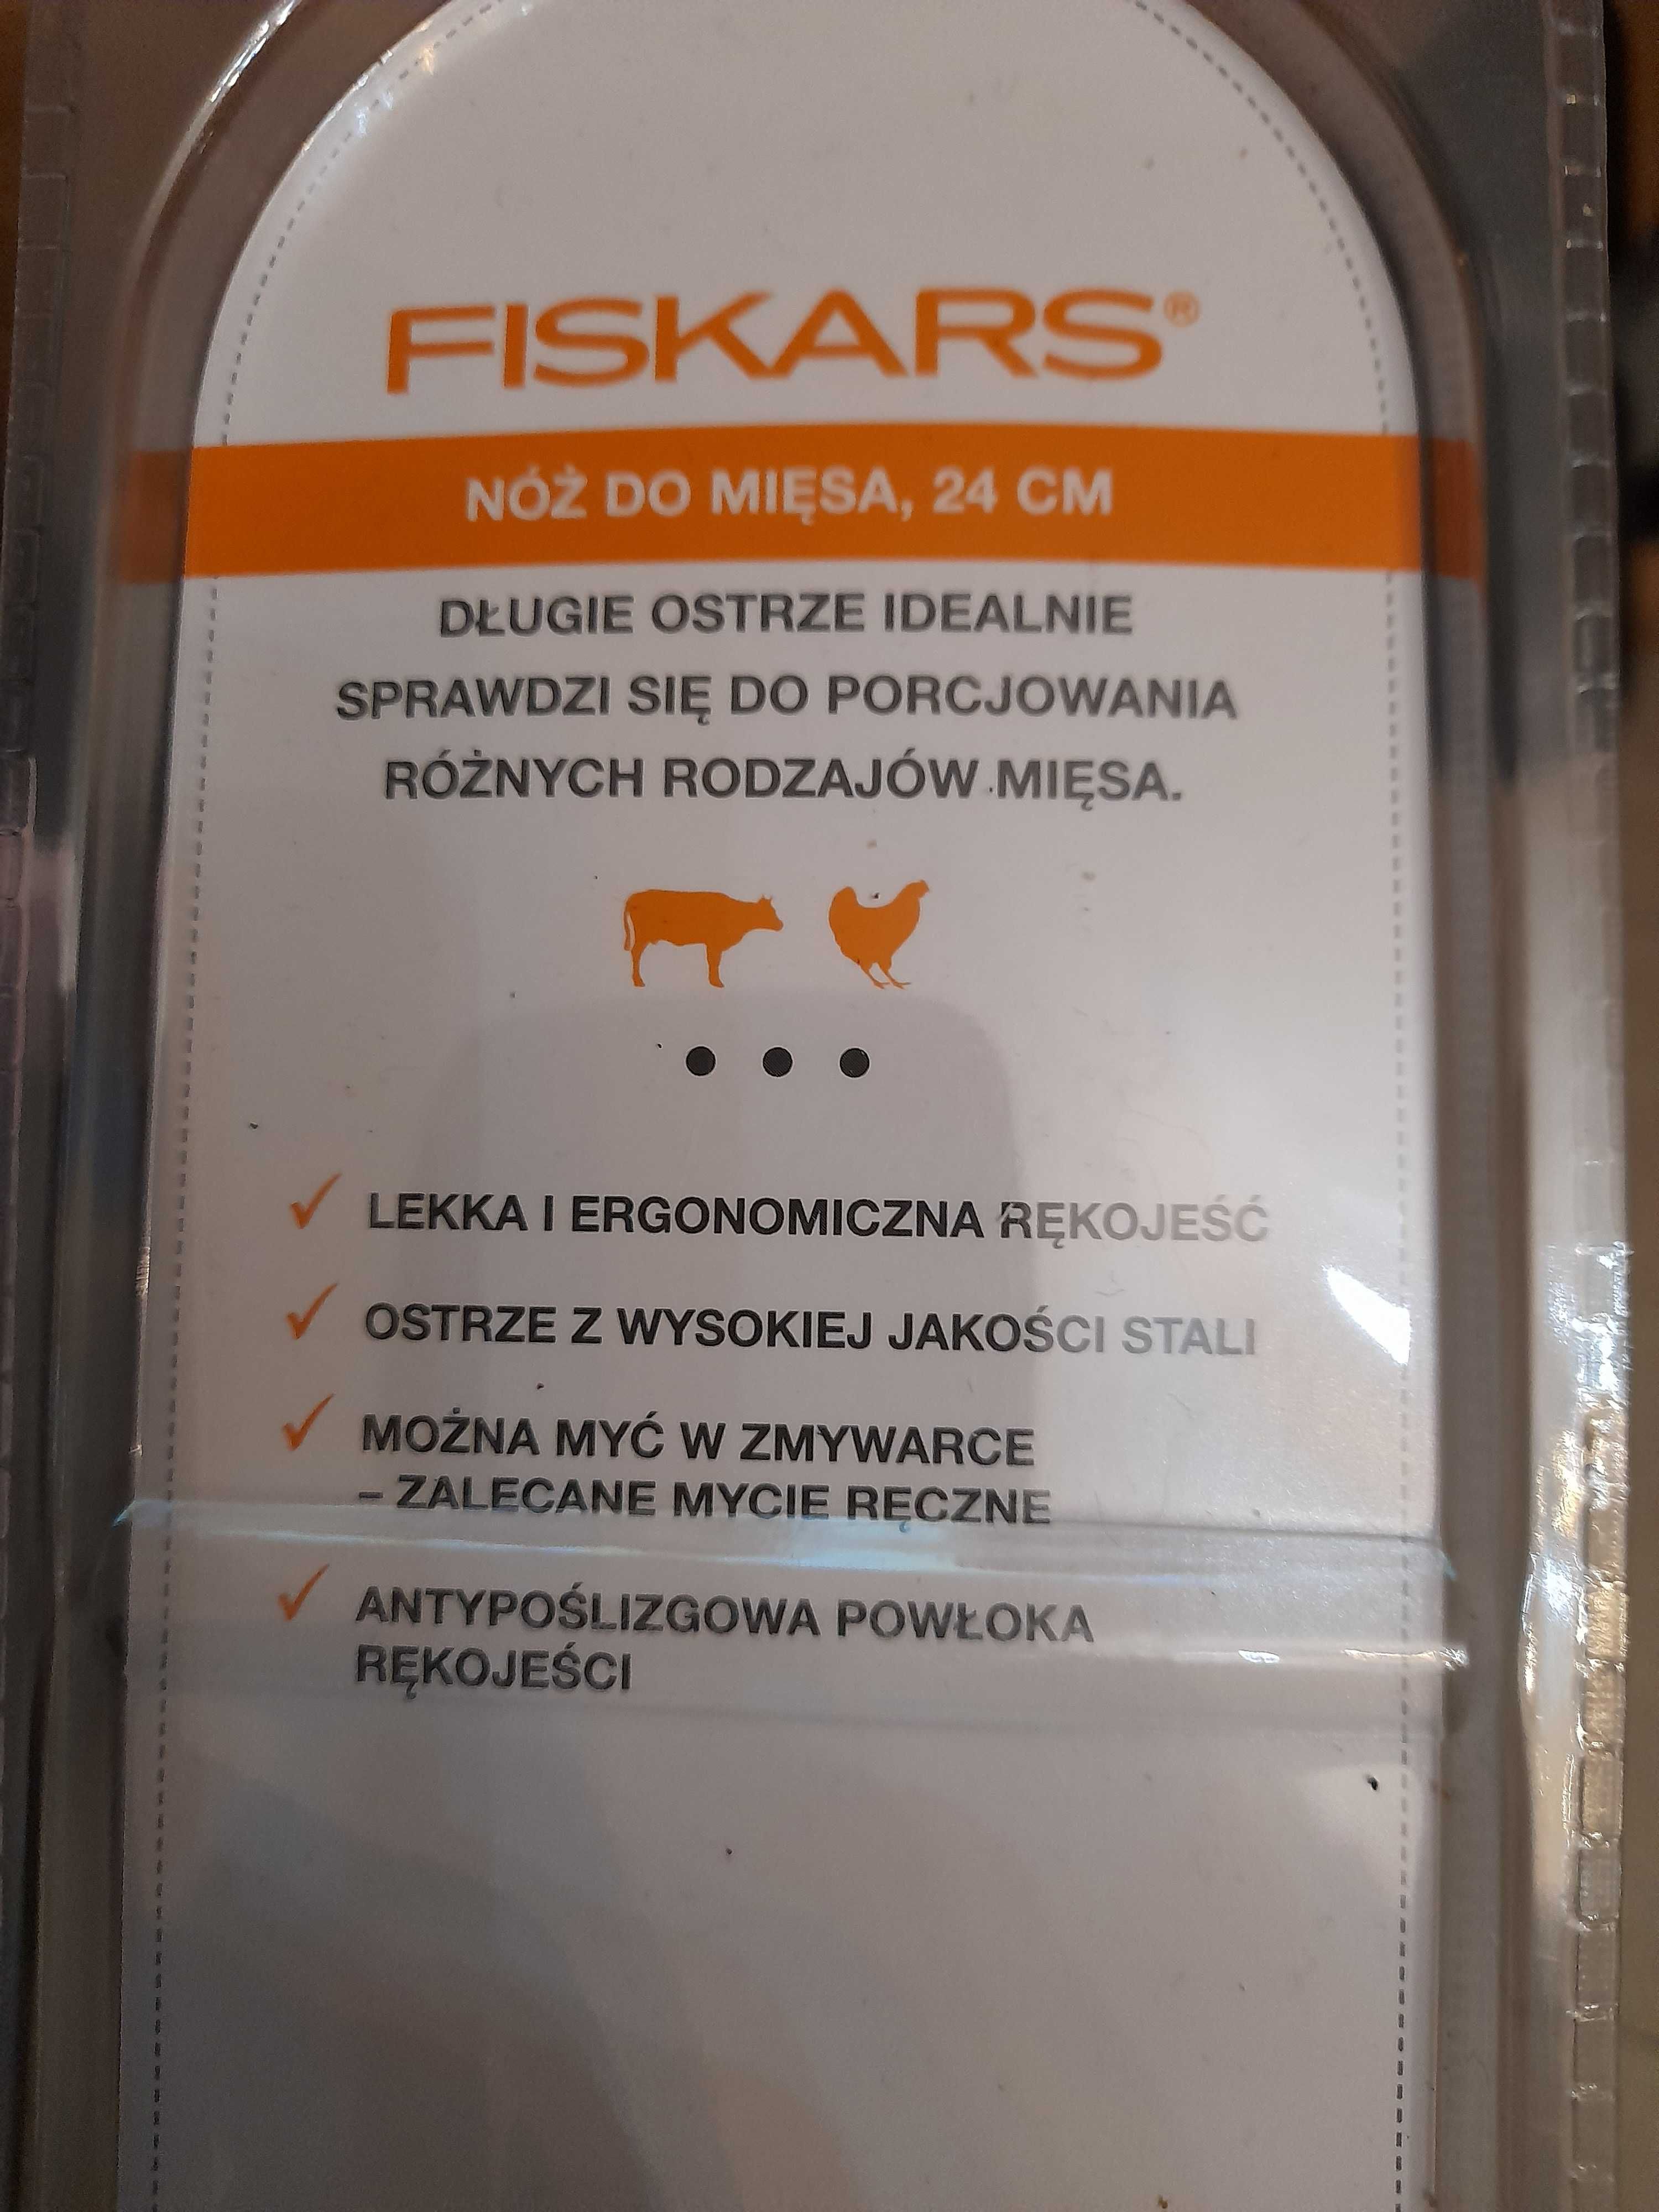 FISKARS®
NÓŻ DO MIĘSA, 24 CM
DŁUGIE OSTRZE IDEALNIE
SPRAWDZI SIĘ DO PORCJOWANIA
RÓŻNYCH RODZAJÓW MIĘSA.
LEKKA I ERGONOMICZNA RĘKOJEŚĆ
OSTRZE Z WYSOKIEJ JAKOŚCI STALI
MOŻNA MYĆ W ZMYWARCE
– ZALECANE MYCIE RĘCZNE
ANTYPOŚLIZGOWA POWŁOKA
RĘKOJEŚCI